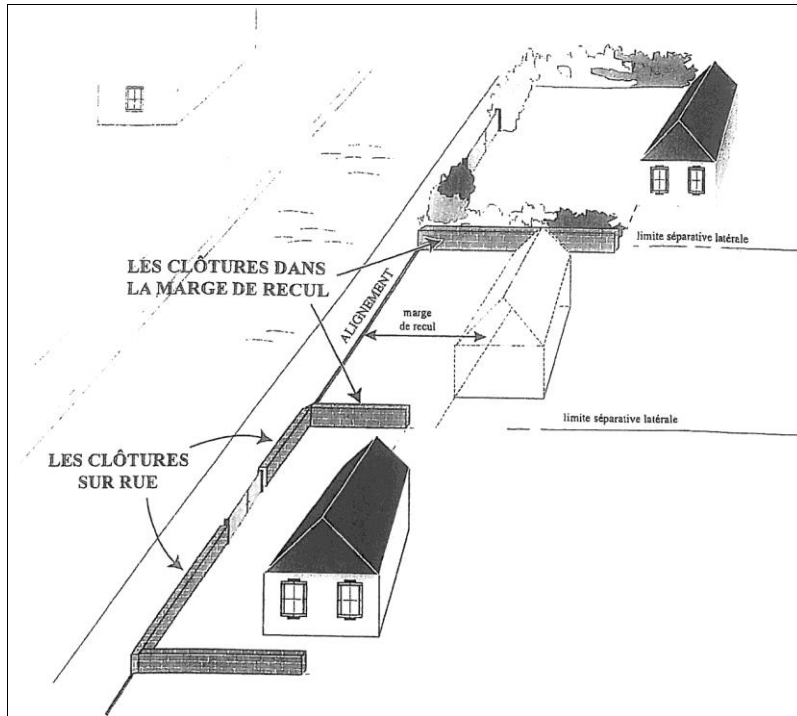 limite séparative latérale
LES CLÔTURES DANS
LA MARGE DE RECUL
ALIGNEMENT
marge
de recul
limite séparative latérale
LES CLÔTURES
SUR RUE